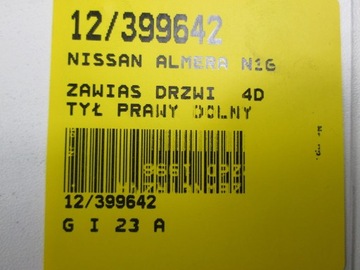 12/399642
NISSAN ALMERA N16
ZAWIAS DRZWI 4D
TYŁ PRAWY DOLNY
12/399642
G I 23 A